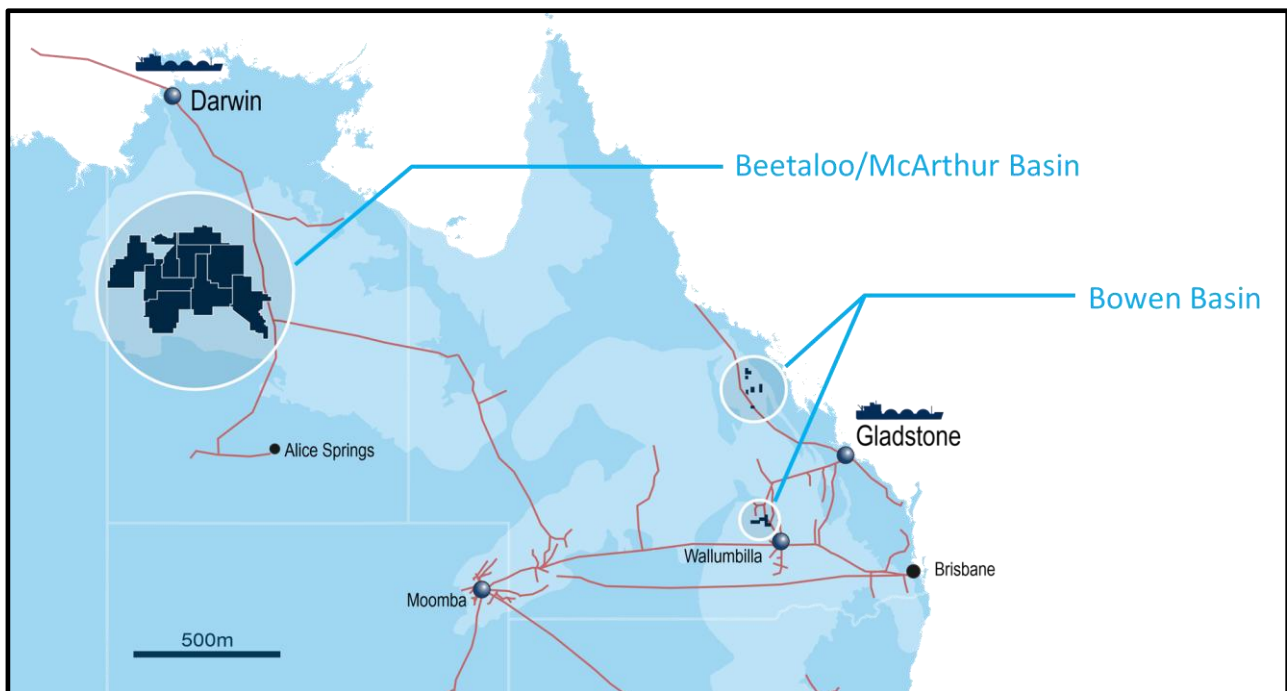 Darwin
Beetaloo/McArthur Basin
Bowen Basin
Gladstone
Alice Springs
Wallumbilla
Brisbane
Moomba
500m